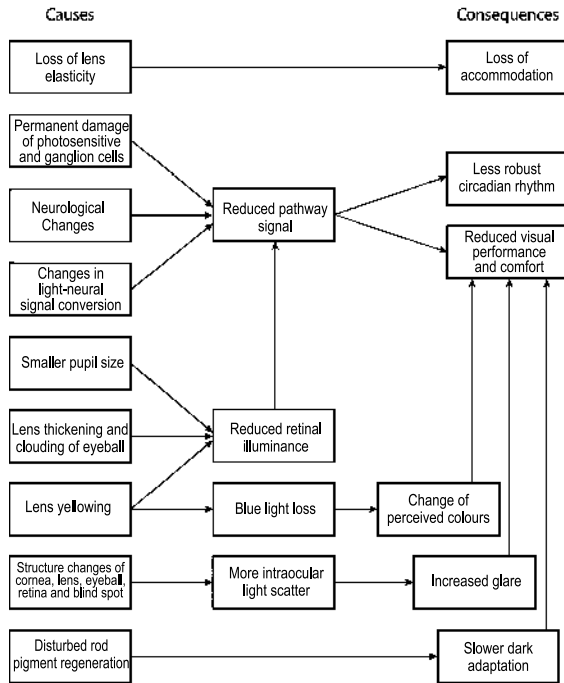 Causes
Consequences
Loss of lens
elasticity
Loss of
accommodation
Permanent damage
of photosensitive
and ganglion cells
Less robust
circadian rhythm
Neurological
Changes
Reduced pathway
signal
Reduced visual
performance
and comfort
Changes in
light-neural
signal conversion
Smaller pupil size
Lens thickening and
clouding of eyeball
Reduced retinal
illuminance
Lens yellowing
Blue light loss
Change of
perceived colours
Structure changes of
cornea, lens, eyeball,
retina and blind spot
More intraocular
light scatter
Increased glare
Disturbed rod
pigment regeneration
Slower dark
adaptation